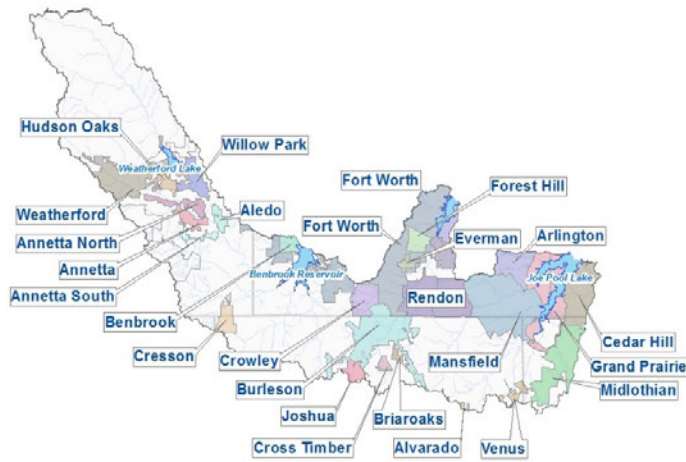 Hudson Oaks
Willow Park
Weatherford Lake
Fort Worth
Forest Hill
Weatherford
Aledo
Fort Worth
Annetta North
Everman
Arlington
Annetta
Benbrook Reservoir
Joe Pool Lake
Annetta South
Rendon
Benbrook
Cedar Hill
Cresson
Crowley
Mansfield
Grand Prairie
Burleson
Midlothian
Joshua
Briaroaks
Cross Timber
Alvarado
Venus